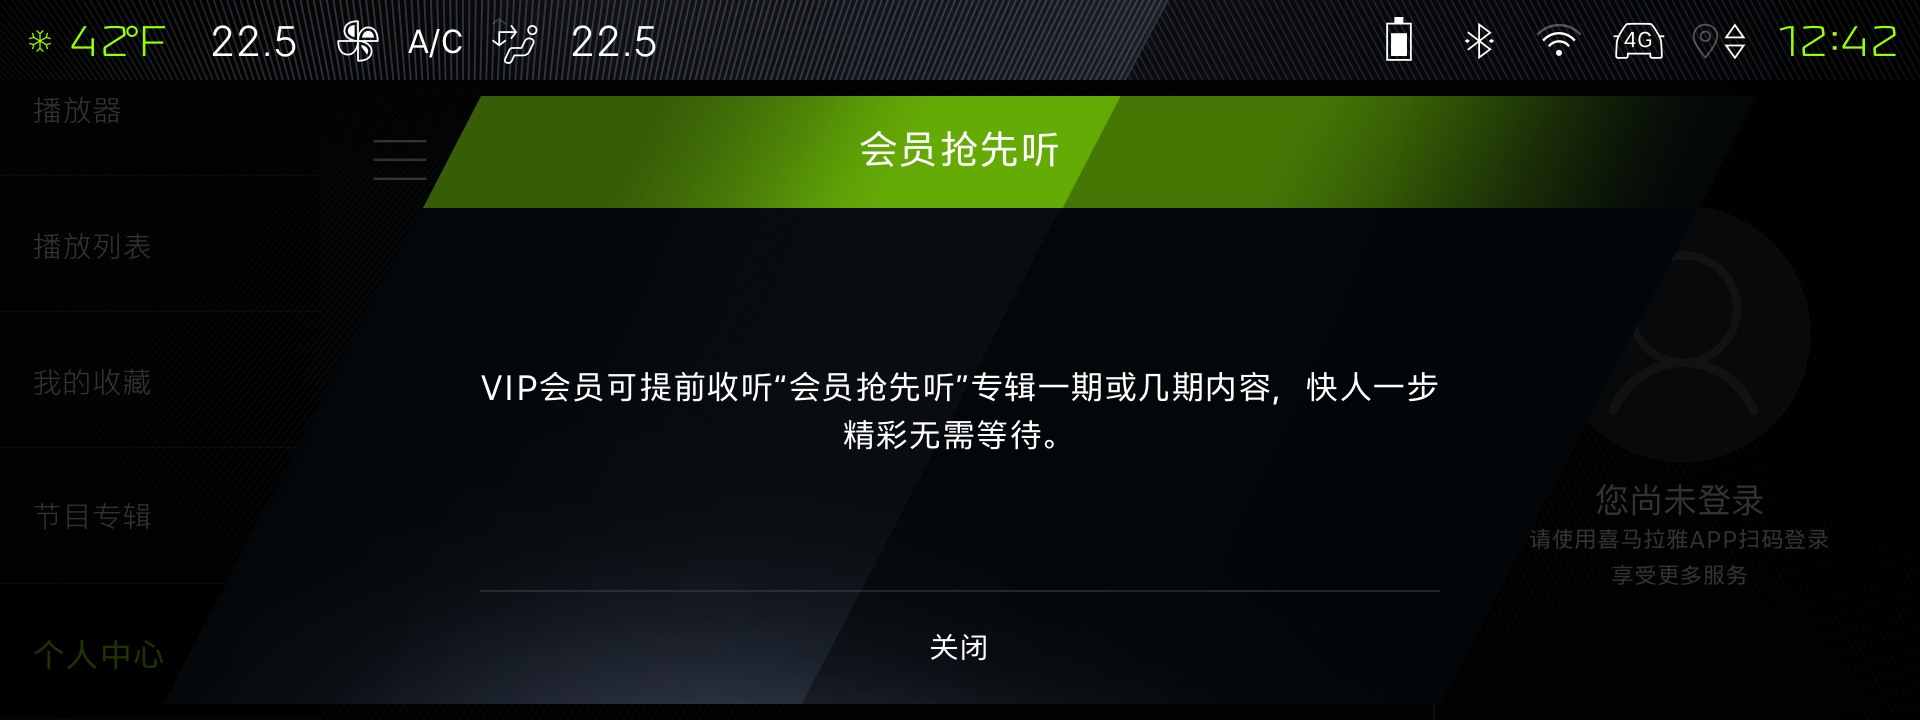 42°F 22.5 A/C 22.5 4G 12:42
播放器
播放列表
我的收藏
节目专辑
个人中心
会员抢先听
VIP会员可提前收听“会员抢先听”专辑一期或几期内容，快人一步
精彩无需等待。
关闭
您尚未登录
请使用喜马拉雅APP扫码登录
享受更多服务